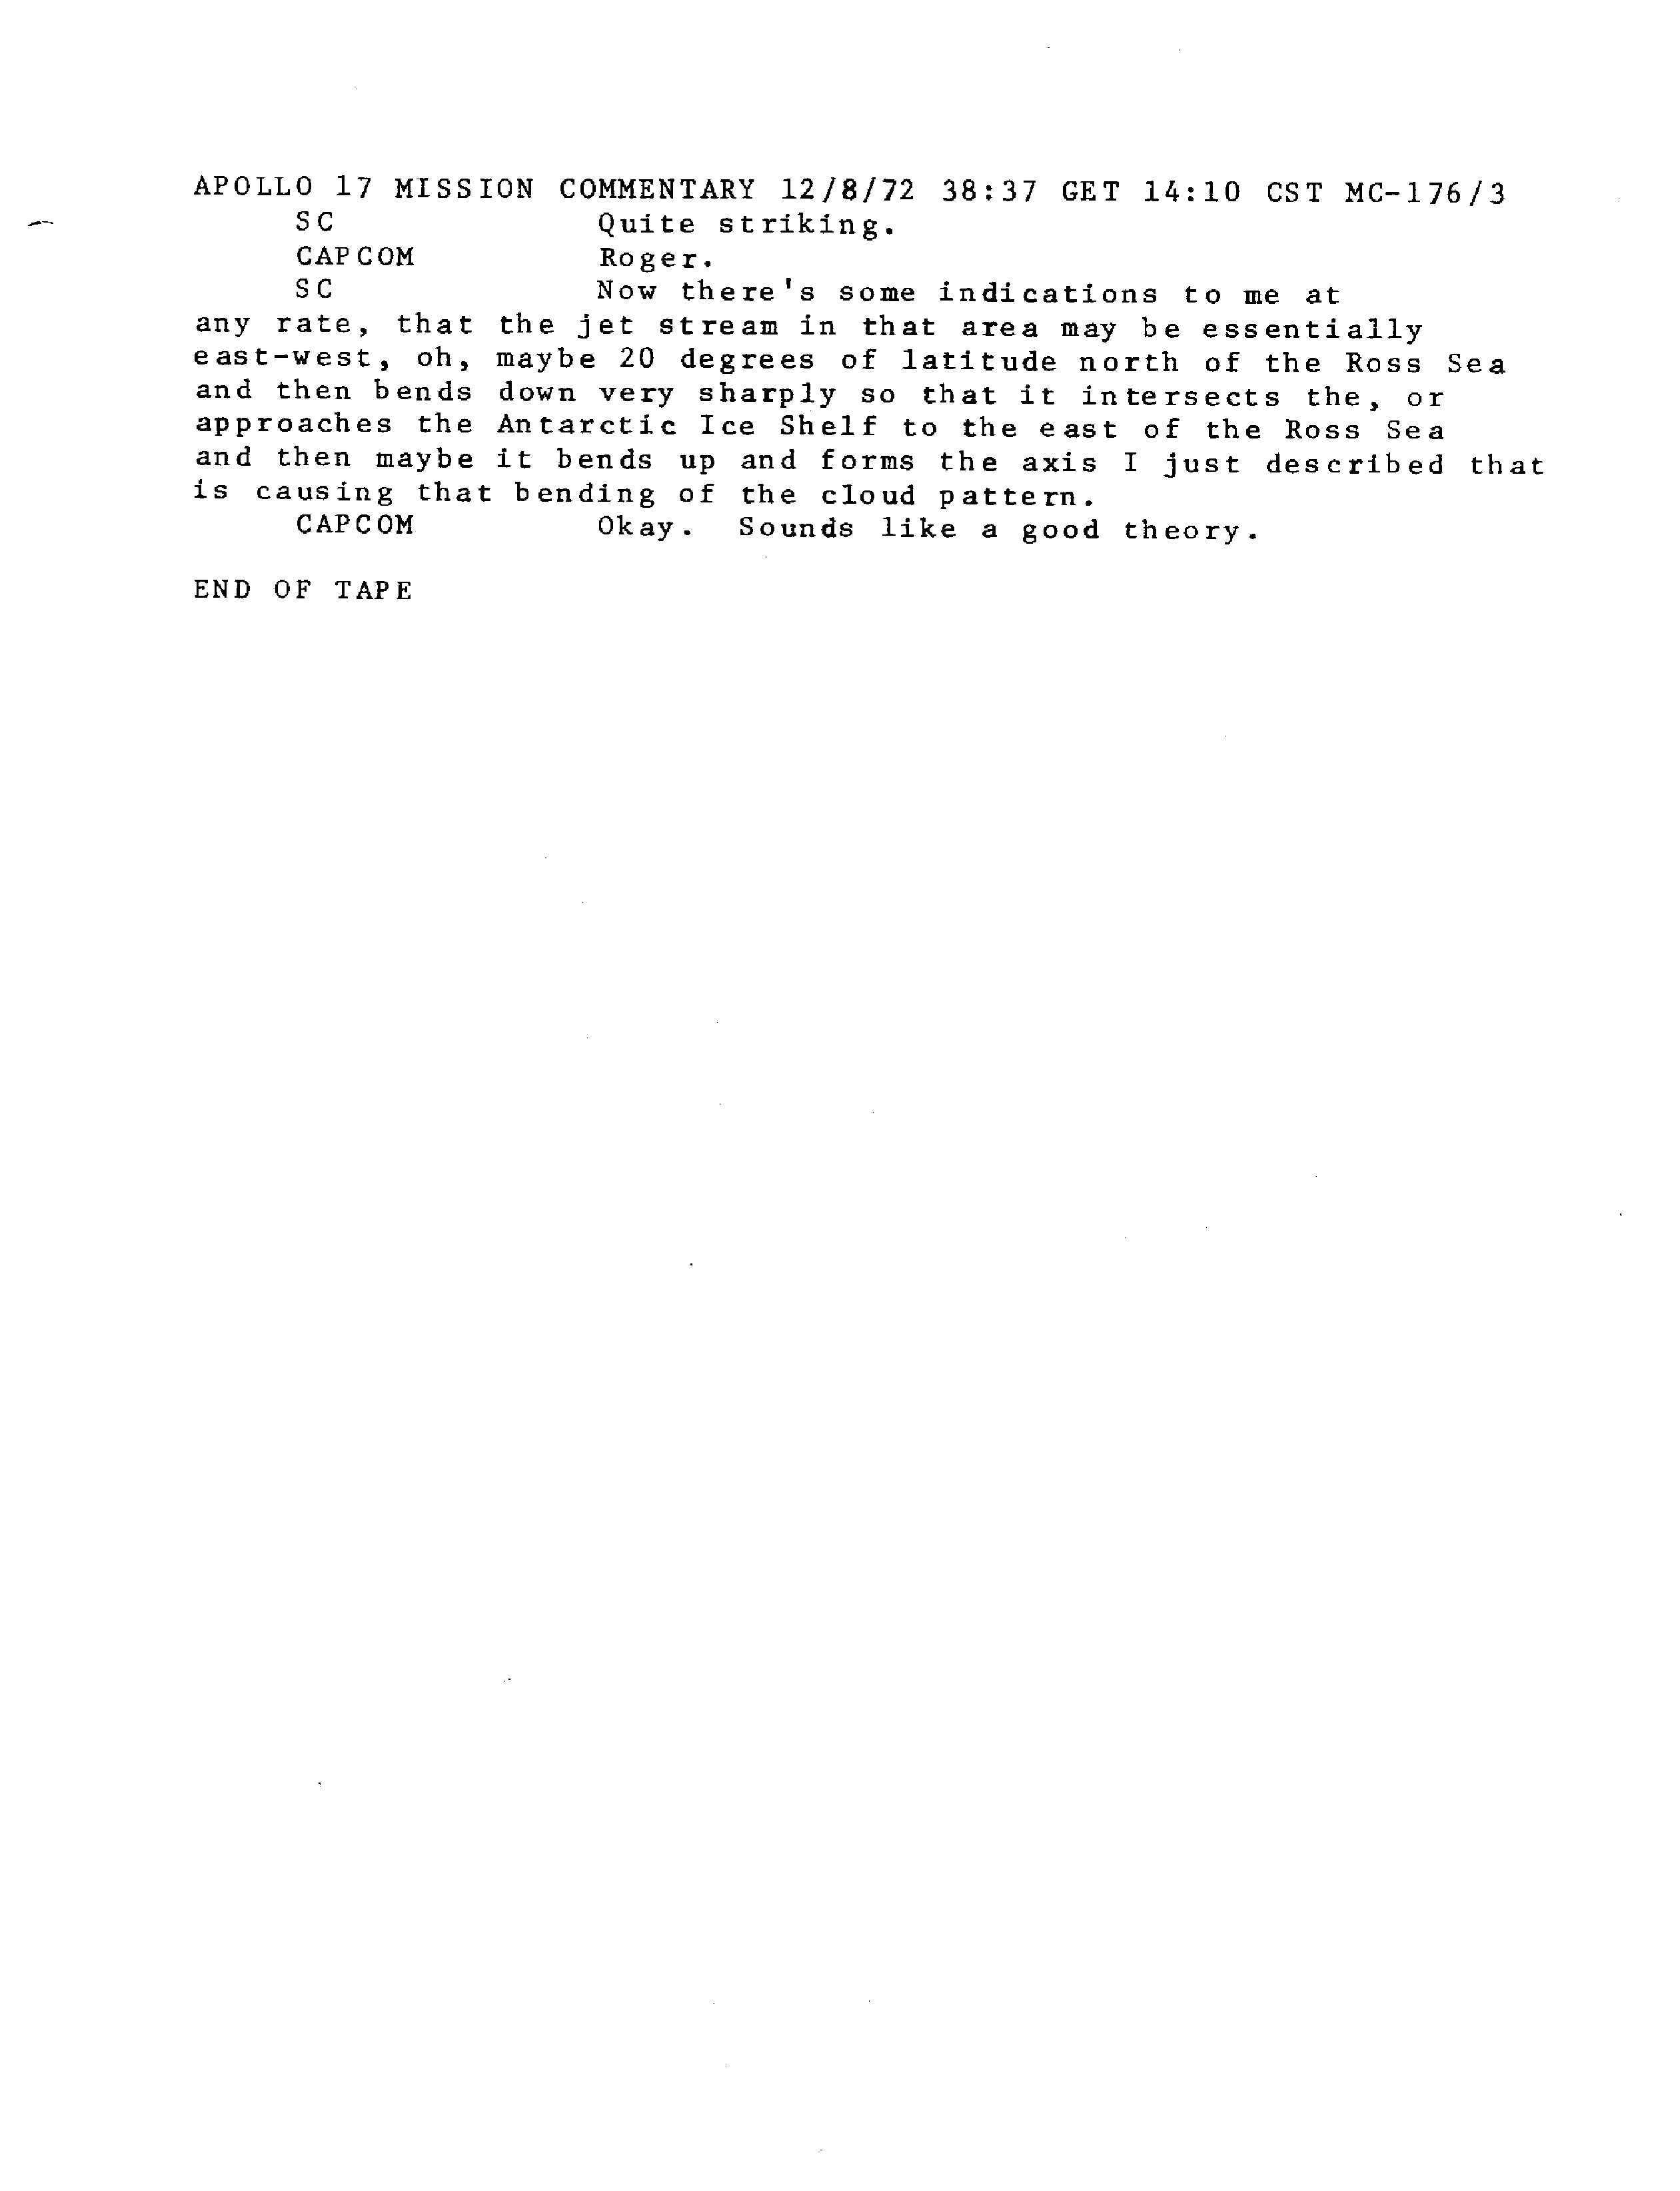 APOLLO 17 MISSION COMMENTARY 12/8/72 38:37 GET 14:10 CST MC-176/3
SC Quite striking.
CAPCOM Roger.
SC Now there's some indications to me at
any rate, that the jet stream in that area may be essentially
east-west, oh, maybe 20 degrees of latitude north of the Ross Sea
and then bends down very sharply so that it intersects the, or
approaches the Antarctic Ice Shelf to the east of the Ross Sea
and then maybe it bends up and forms the axis I just described that
is causing that bending of the cloud pattern.
CAPCOM Okay. Sounds like a good theory.
END OF TAPE